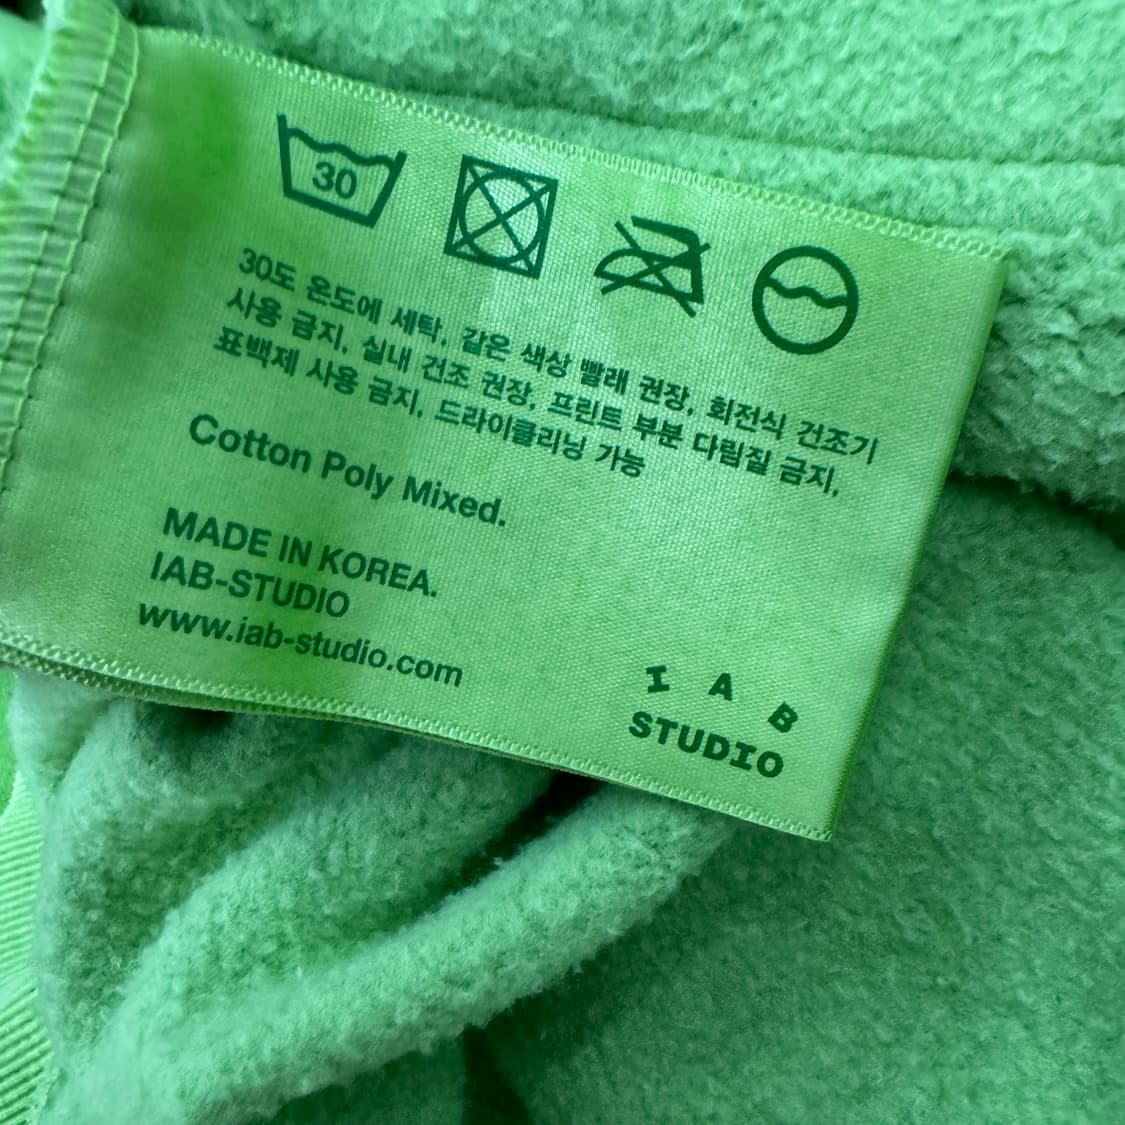 30
30도 온도에 세탁, 같은 색상 빨래 권장, 회전식 건조기
사용 금지, 실내 건조 권장, 프린트 부분 다림질 금지,
표백제 사용 금지, 드라이클리닝 가능
Cotton Poly Mixed.
MADE IN KOREA.
IAB-STUDIO
www.iab-studio.com
I A B
STUDIO